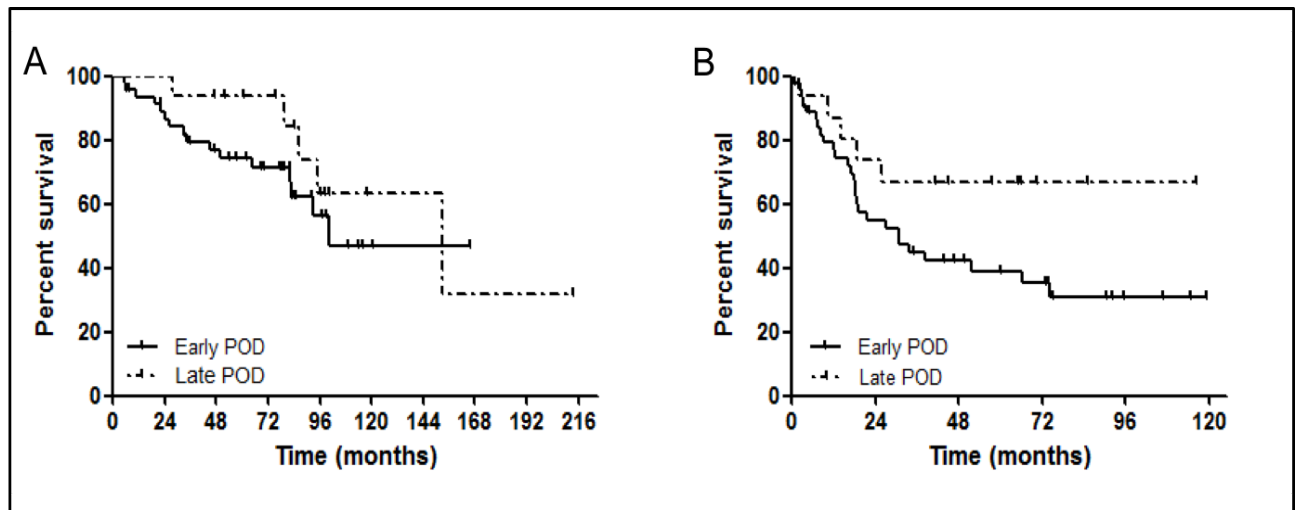 A
Percent survival
100
80
60
40
20
0
Early POD
Late POD
0 24 48 72 96 120 144 168 192 216
Time (months)
B
Percent survival
100
80
60
40
20
0
Early POD
Late POD
0 24 48 72 96 120
Time (months)